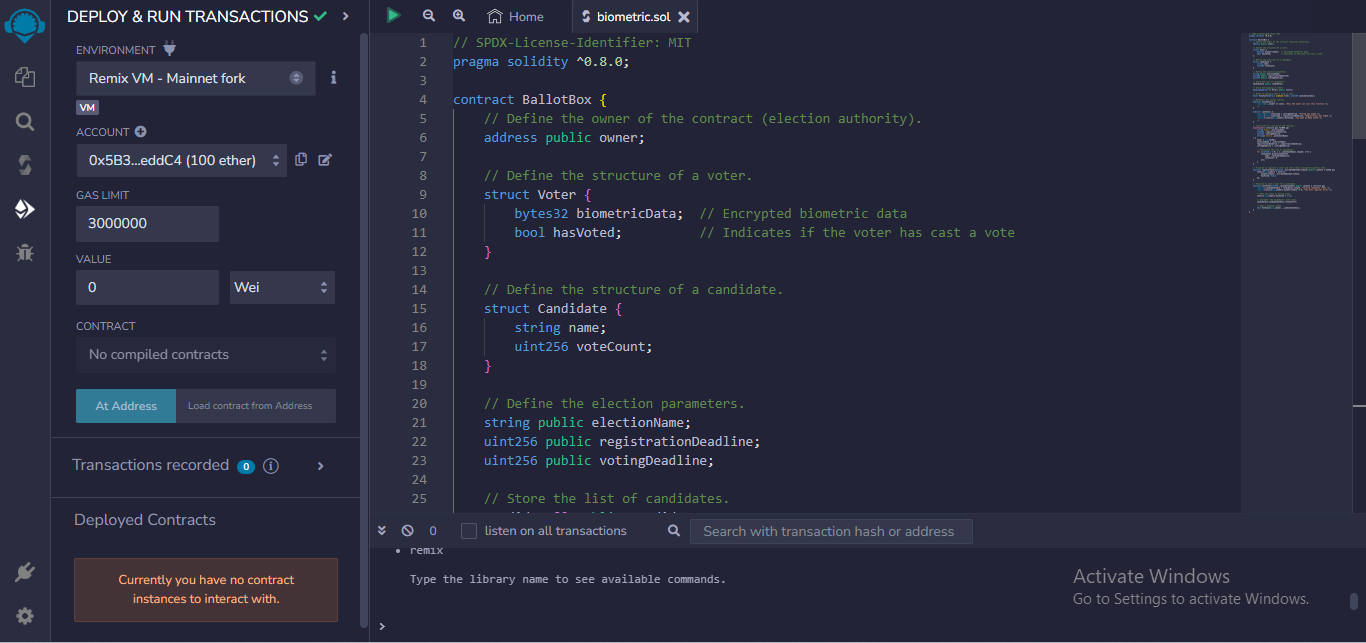 DEPLOY & RUN TRANSACTIONS
ENVIRONMENT
Remix VM - Mainnet fork
VM
ACCOUNT
0x5B3...eddC4 (100 ether)
GAS LIMIT
3000000
VALUE
0
Wei
CONTRACT
No compiled contracts
At Address
Load contract from Address
Transactions recorded 0
Deployed Contracts
Currently you have no contract
instances to interact with.
Home
biometric.sol
1 // SPDX-License-Identifier: MIT
2 pragma solidity ^0.8.0;
3
4 contract BallotBox {
5 // Define the owner of the contract (election authority).
6 address public owner;
7
8 // Define the structure of a voter.
9 struct Voter {
10 bytes32 biometricData; // Encrypted biometric data
11 bool hasVoted; // Indicates if the voter has cast a vote
12 }
13
14 // Define the structure of a candidate.
15 struct Candidate {
16 string name;
17 uint256 voteCount;
18 }
19
20 // Define the election parameters.
21 string public electionName;
22 uint256 public registrationDeadline;
23 uint256 public votingDeadline;
24
25 // Store the list of candidates.
0
listen on all transactions
Search with transaction hash or address
• remix
Type the library name to see available commands.
>
Activate Windows
Go to Settings to activate Windows.